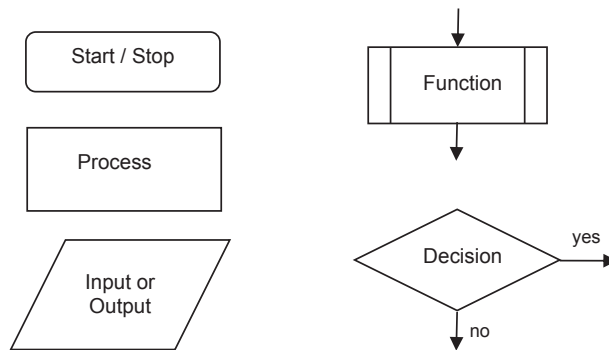 Start / Stop
Process
Input or
Output
Function
Decision
yes
no